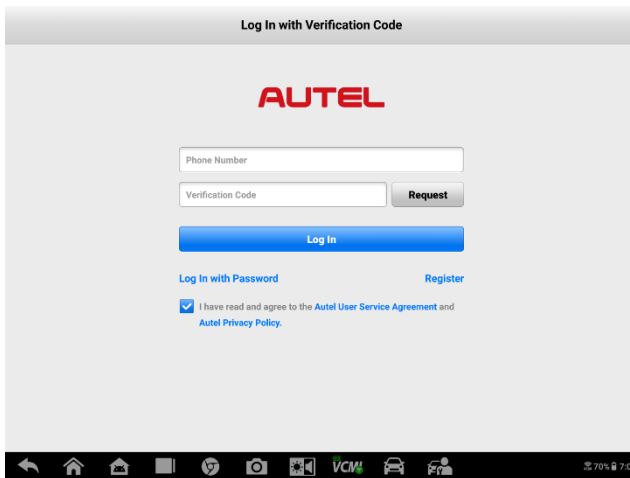 Log In with Verification Code
AUTEL
Phone Number
Verification Code
Request
Log In
Log In with Password
Register
I have read and agree to the Autel User Service Agreement and
Autel Privacy Policy.
VCMI
70%